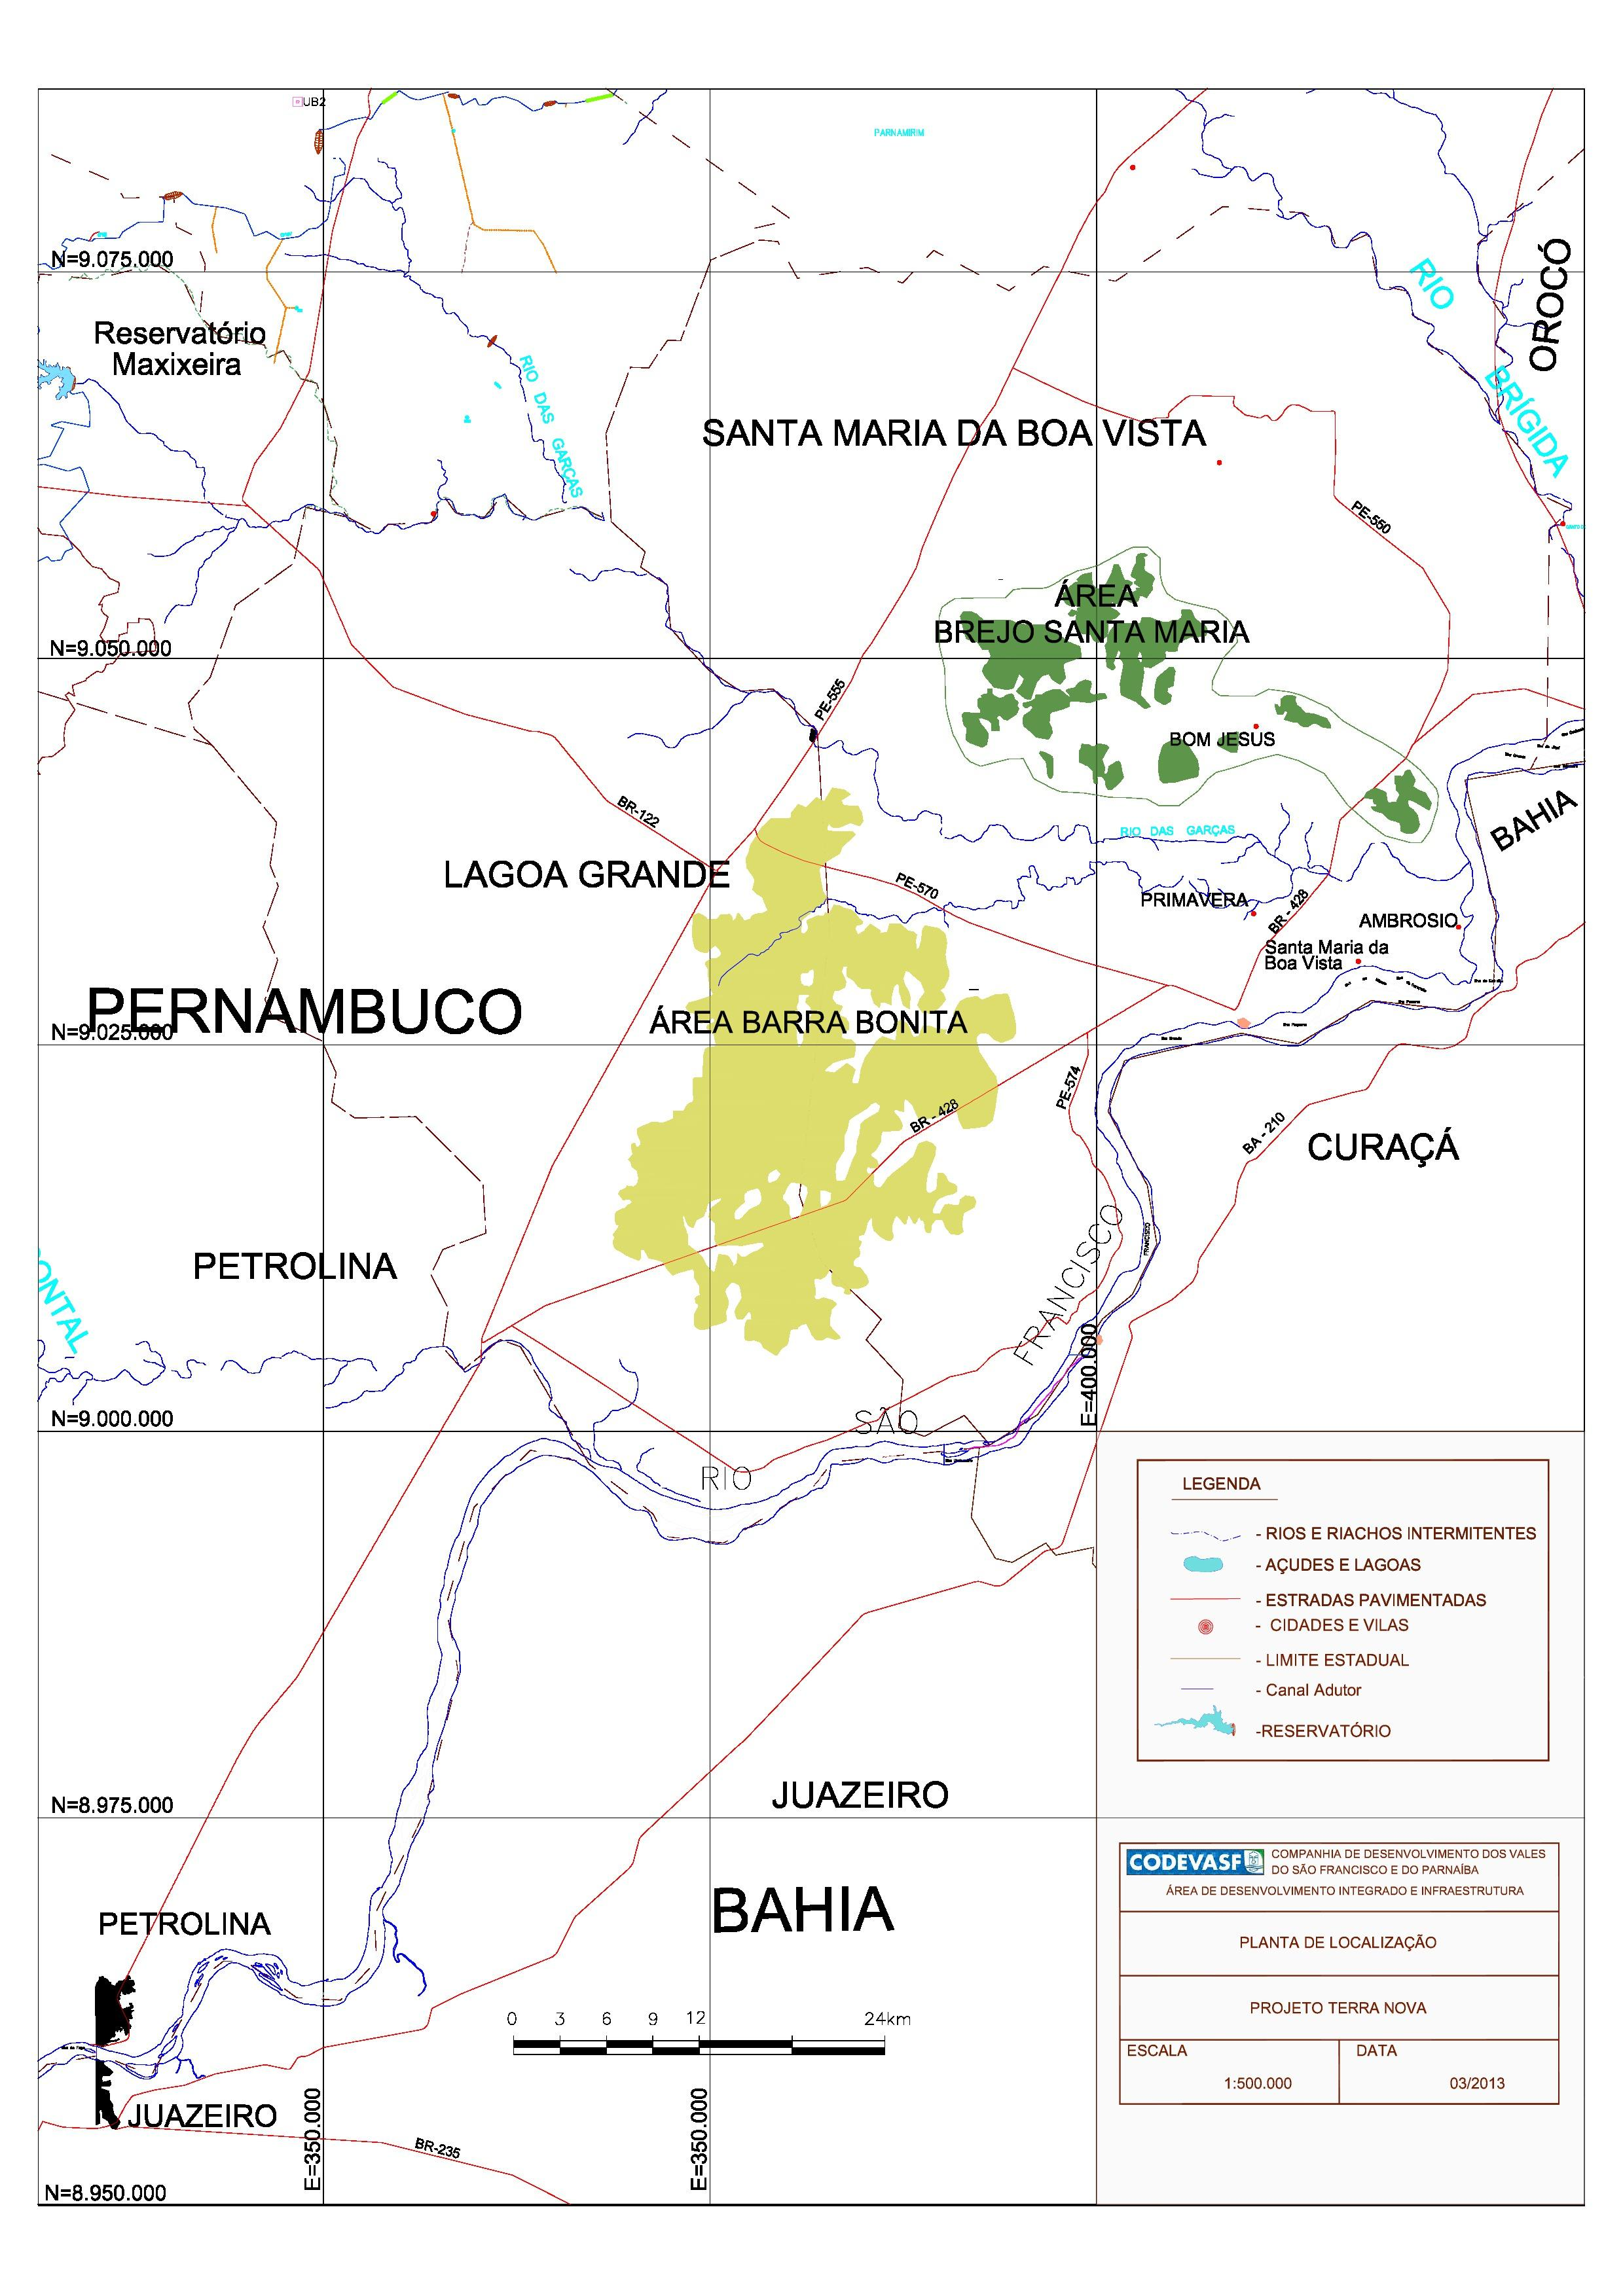 UB2
PARNAMIRIM
N=9.075.000
RIO
BRÍGIDA
OROCÓ
Reservatório
Maxixeira
RIO DAS GARÇAS
SANTA MARIA DA BOA VISTA
PE-550
ÁREA
BREJO SANTA MARIA
N=9.050.000
PE-555
BOM JESUS
BR-122
RIO DAS GARÇAS
BAHIA
LAGOA GRANDE
PE-570
PRIMAVERA
BR - 428
AMBROSIO
Santa Maria da
Boa Vista
PERNAMBUCO
ÁREA BARRA BONITA
N=9.025.000
PE-574
BR - 428
BA - 210
CURAÇÁ
FRANCISCO
FRANCISCO
PETROLINA
ONTAL
E=400.000
N=9.000.000
SÃO
RIO
LEGENDA
- RIOS E RIACHOS INTERMITENTES
- AÇUDES E LAGOAS
- ESTRADAS PAVIMENTADAS
- CIDADES E VILAS
- LIMITE ESTADUAL
- Canal Adutor
-RESERVATÓRIO
JUAZEIRO
N=8.975.000
BAHIA
PETROLINA
CODEVASF
COMPANHIA DE DESENVOLVIMENTO DOS VALES
DO SÃO FRANCISCO E DO PARNAÍBA
ÁREA DE DESENVOLVIMENTO INTEGRADO E INFRAESTRUTURA
PLANTA DE LOCALIZAÇÃO
PROJETO TERRA NOVA
ESCALA
1:500.000
DATA
03/2013
0 3 6 9 12 24km
JUAZEIRO
E=350.000
E=350.000
BR-235
N=8.950.000